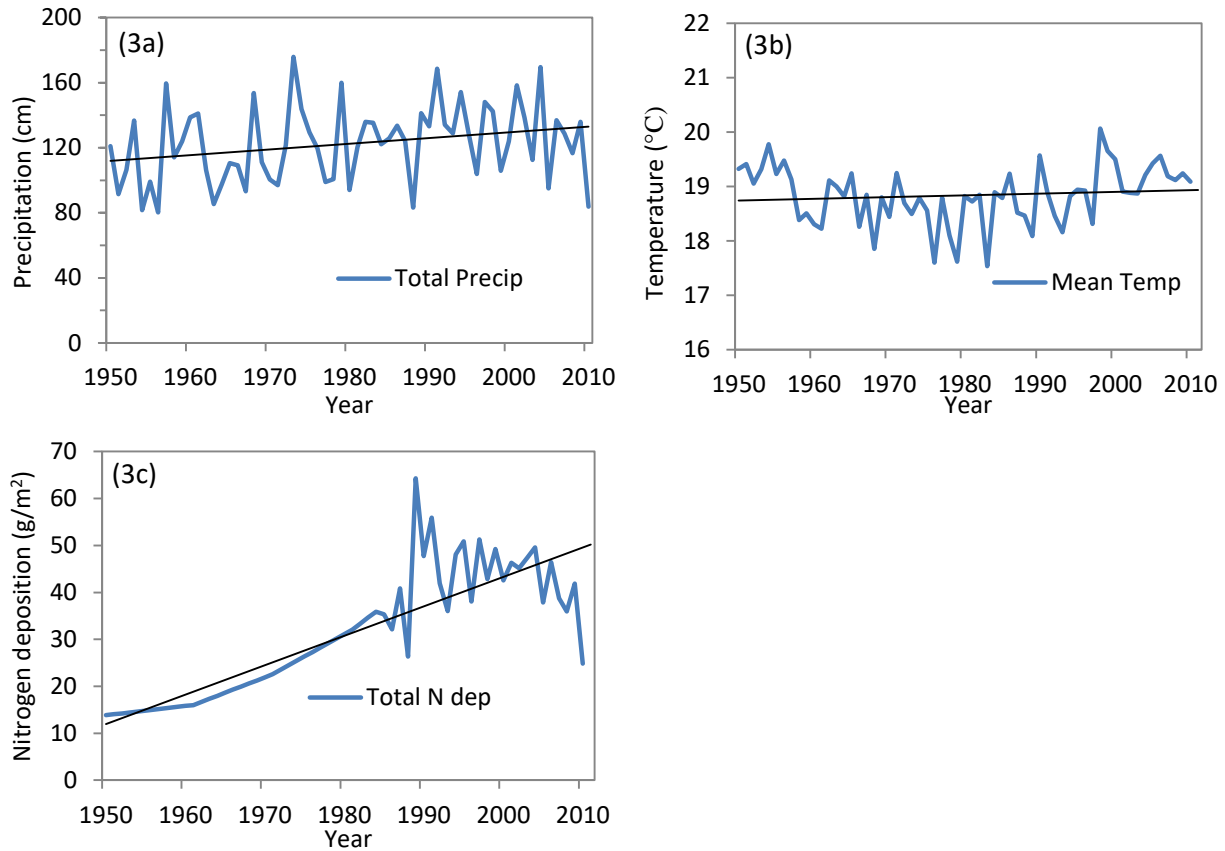 (3a)
Precipitation (cm)
200
160
120
80
40
0
1950 1960 1970 1980 1990 2000 2010
Year
Total Precip
(3b)
Temperature (°C)
22
21
20
19
18
17
16
1950 1960 1970 1980 1990 2000 2010
Year
Mean Temp
(3c)
Nitrogen deposition (g/m²)
70
60
50
40
30
20
10
0
1950 1960 1970 1980 1990 2000 2010
Year
Total N dep